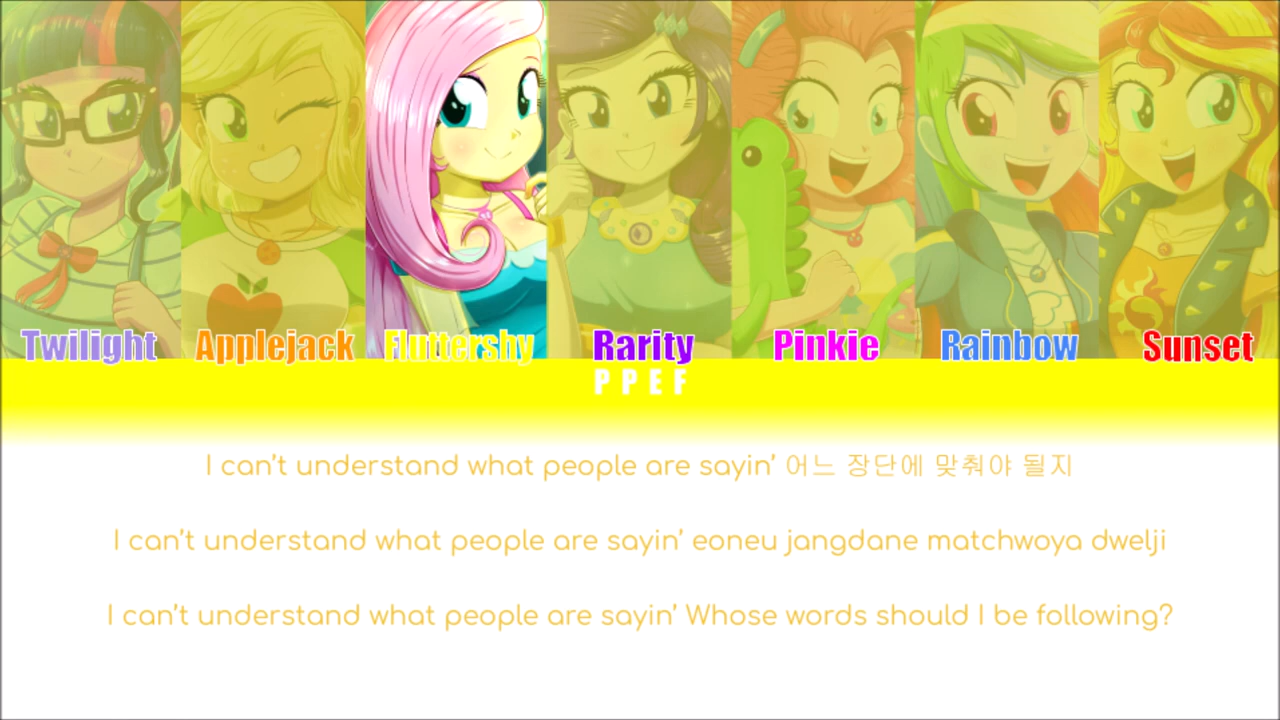 Twilight Applejack Fluttershy Rarity Pinkie Rainbow Sunset
PPEF
I can't understand what people are sayin' 어느 장단에 맞춰야 될지
I can't understand what people are sayin' eoneu jangdane matchwoya dwelji
I can't understand what people are sayin' Whose words should I be following?